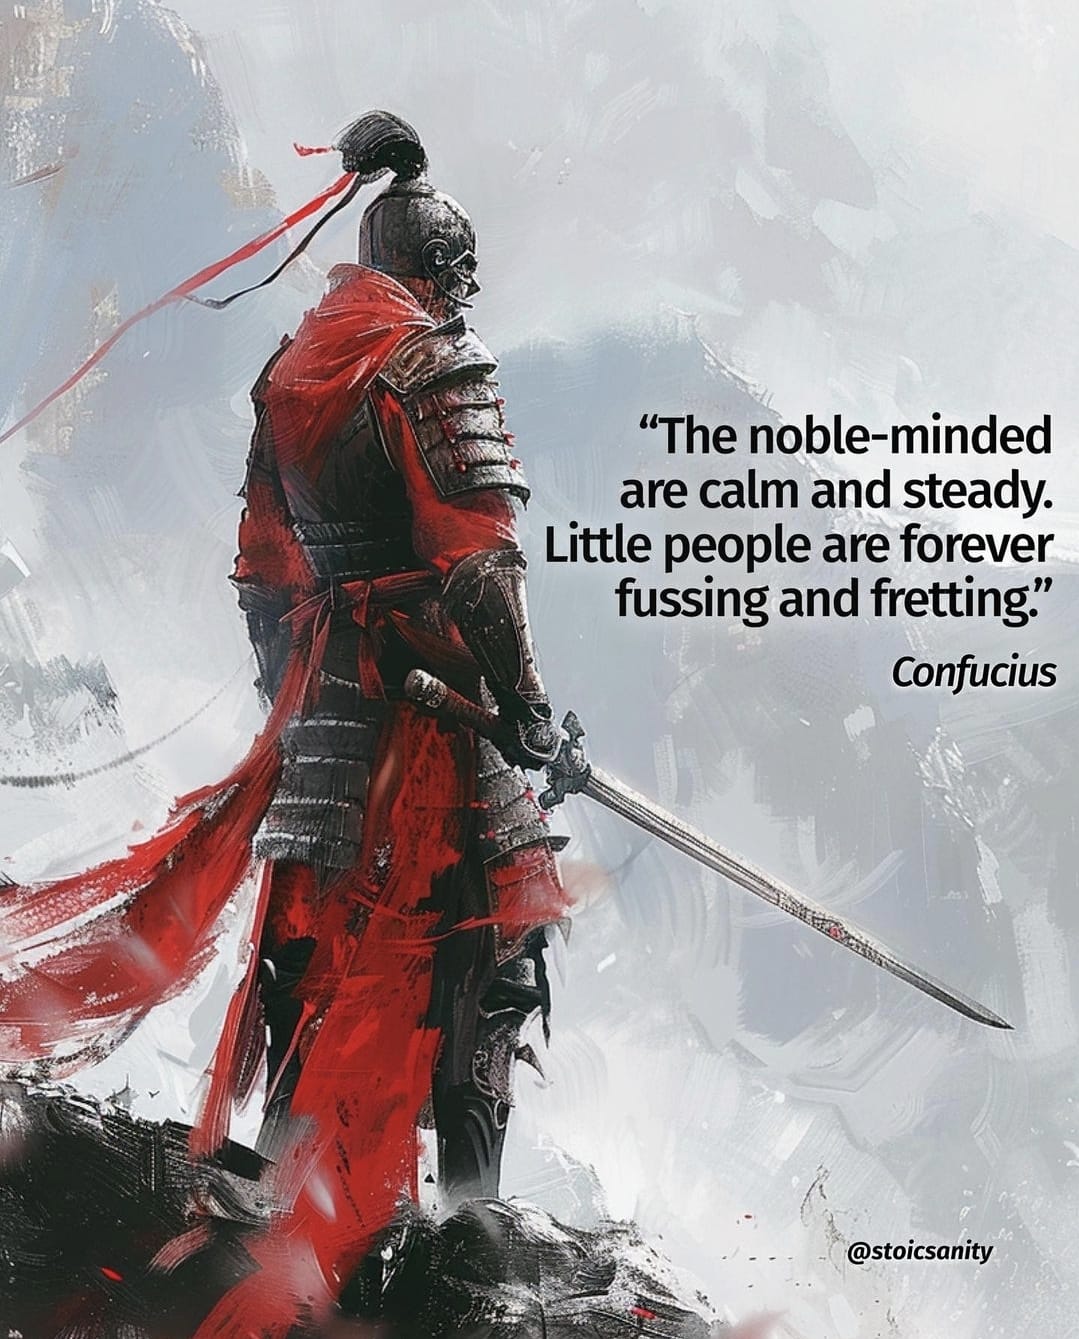 “The noble-minded
are calm and steady.
Little people are forever
fussing and fretting.”
Confucius
@stoicsanity